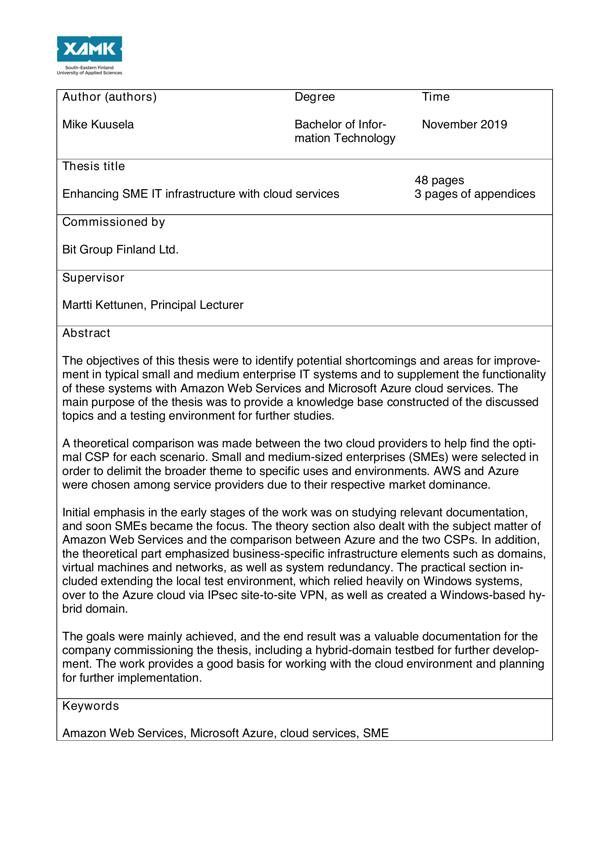 XAMK
South-Eastern Finland
University of Applied Sciences
Author (authors) Degree Time
Mike Kuusela Bachelor of Infor- November 2019
mation Technology
Thesis title
48 pages
Enhancing SME IT infrastructure with cloud services 3 pages of appendices
Commissioned by
Bit Group Finland Ltd.
Supervisor
Martti Kettunen, Principal Lecturer
Abstract
The objectives of this thesis were to identify potential shortcomings and areas for improve-
ment in typical small and medium enterprise IT systems and to supplement the functionality
of these systems with Amazon Web Services and Microsoft Azure cloud services. The
main purpose of the thesis was to provide a knowledge base constructed of the discussed
topics and a testing environment for further studies.
A theoretical comparison was made between the two cloud providers to help find the opti-
mal CSP for each scenario. Small and medium-sized enterprises (SMEs) were selected in
order to delimit the broader theme to specific uses and environments. AWS and Azure
were chosen among service providers due to their respective market dominance.
Initial emphasis in the early stages of the work was on studying relevant documentation,
and soon SMEs became the focus. The theory section also dealt with the subject matter of
Amazon Web Services and the comparison between Azure and the two CSPs. In addition,
the theoretical part emphasized business-specific infrastructure elements such as domains,
virtual machines and networks, as well as system redundancy. The practical section in-
cluded extending the local test environment, which relied heavily on Windows systems,
over to the Azure cloud via IPsec site-to-site VPN, as well as created a Windows-based hy-
brid domain.
The goals were mainly achieved, and the end result was a valuable documentation for the
company commissioning the thesis, including a hybrid-domain testbed for further develop-
ment. The work provides a good basis for working with the cloud environment and planning
for further implementation.
Keywords
Amazon Web Services, Microsoft Azure, cloud services, SME